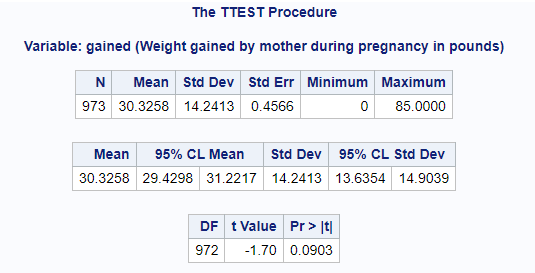 The TTEST Procedure
Variable: gained (Weight gained by mother during pregnancy in pounds)
N Mean Std Dev Std Err Minimum Maximum
973 30.3258 14.2413 0.4566 0 85.0000
Mean 95% CL Mean Std Dev 95% CL Std Dev
30.3258 29.4298 31.2217 14.2413 13.6354 14.9039
DF t Value Pr > |t|
972 -1.70 0.0903